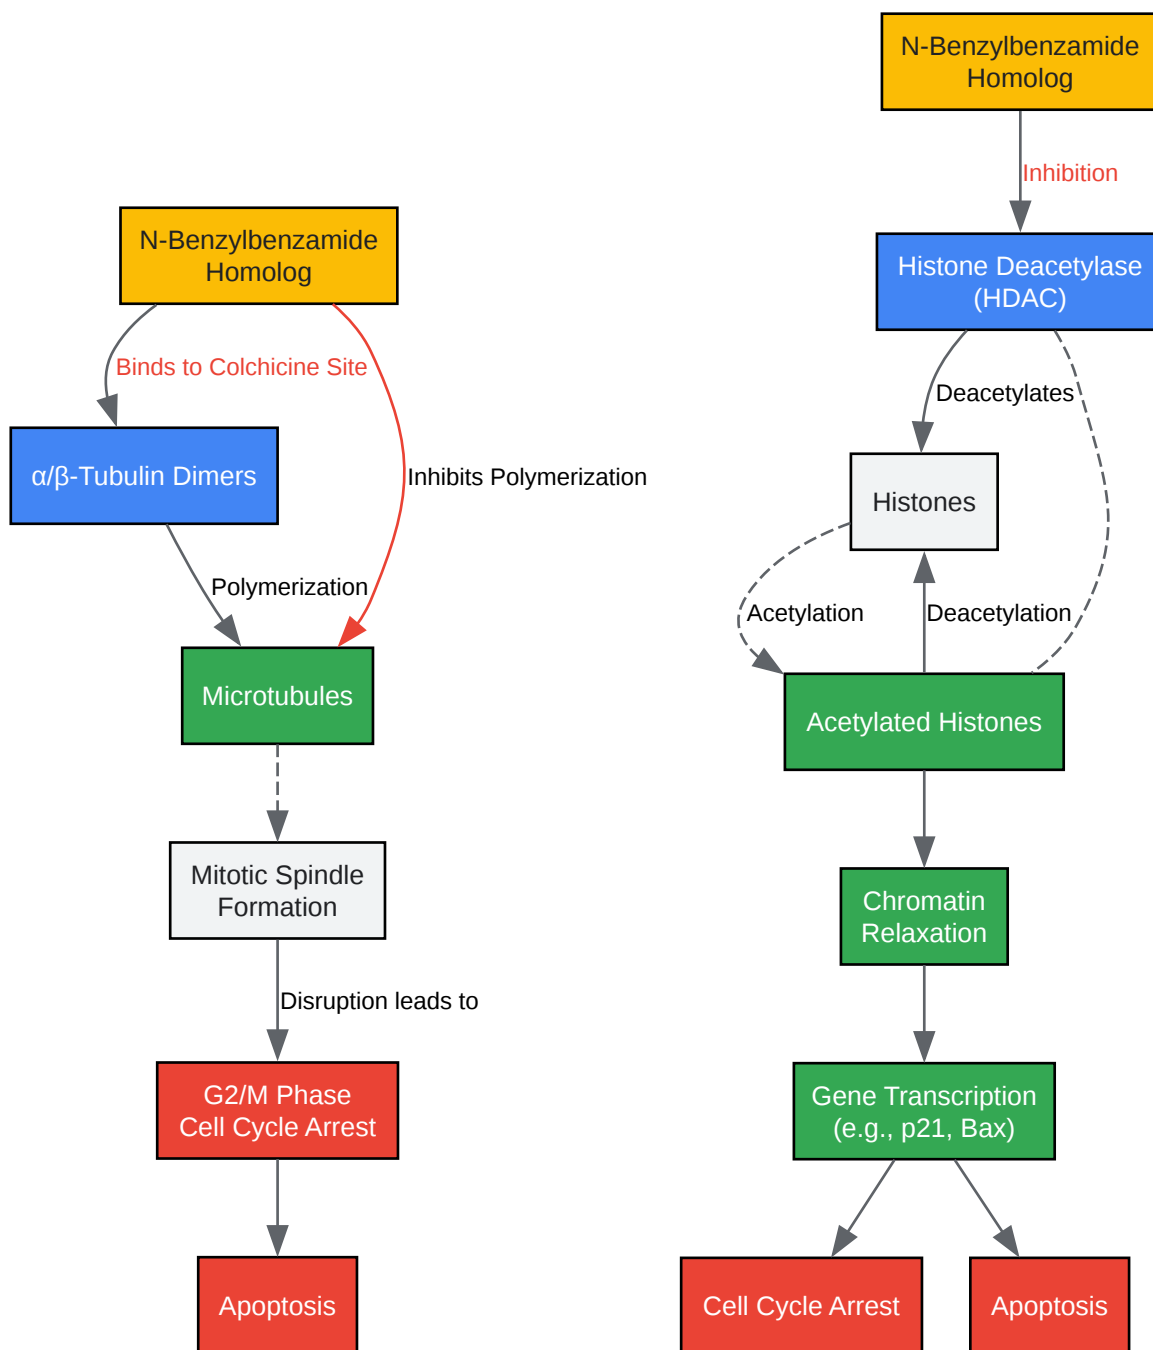 N-Benzylbenzamide
Homolog
Binds to Colchicine Site
α/β-Tubulin Dimers
Inhibits Polymerization
Polymerization
Microtubules
Mitotic Spindle
Formation
Disruption leads to
G2/M Phase
Cell Cycle Arrest
Apoptosis
N-Benzylbenzamide
Homolog
Inhibition
Histone Deacetylase
(HDAC)
Deacetylates
Histones
Acetylation
Deacetylation
Acetylated Histones
Chromatin
Relaxation
Gene Transcription
(e.g., p21, Bax)
Cell Cycle Arrest
Apoptosis